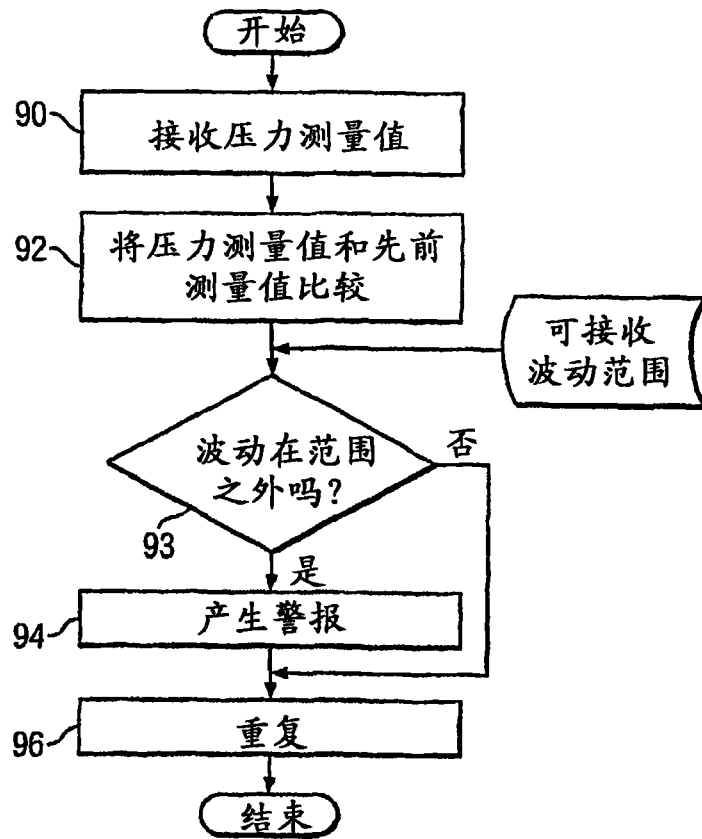 开始
90
接收压力测量值
92
将压力测量值和先前
测量值比较
可接收
波动范围
波动在范围
之外吗?
否
93
是
94
产生警报
96
重复
结束